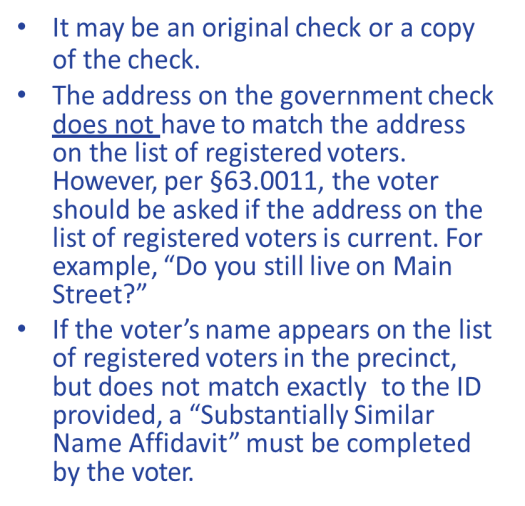 • It may be an original check or a copy
of the check.
• The address on the government check
does not have to match the address
on the list of registered voters.
However, per §63.0011, the voter
should be asked if the address on the
list of registered voters is current. For
example, “Do you still live on Main
Street?”
• If the voter’s name appears on the list
of registered voters in the precinct,
but does not match exactly to the ID
provided, a “Substantially Similar
Name Affidavit” must be completed
by the voter.